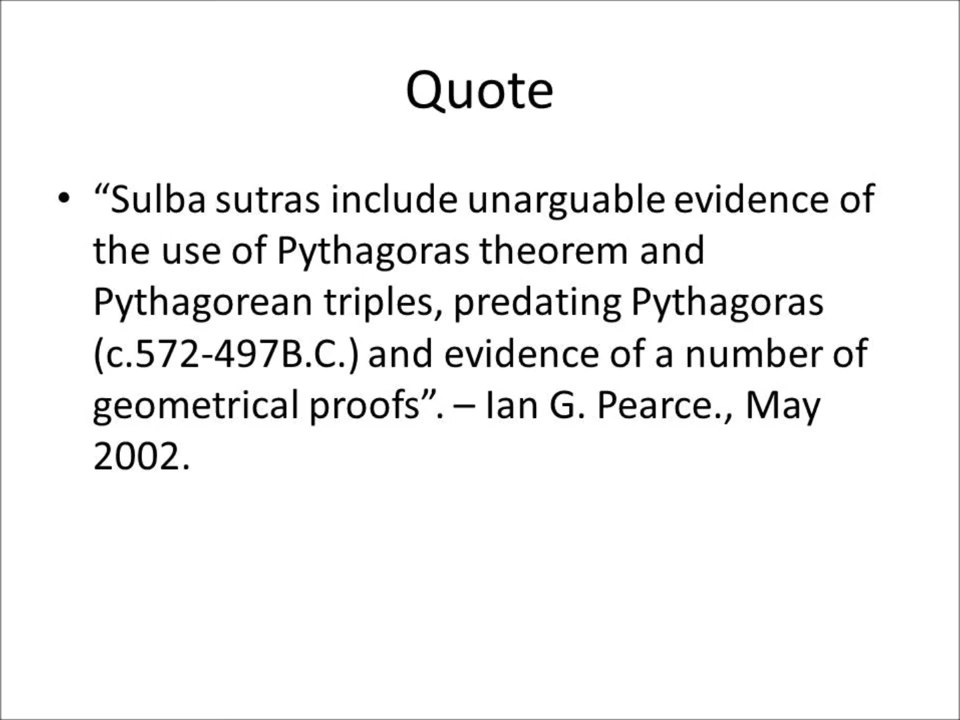 Quote
• “Sulba sutras include unarguable evidence of
the use of Pythagoras theorem and
Pythagorean triples, predating Pythagoras
(c.572-497B.C.) and evidence of a number of
geometrical proofs”. – Ian G. Pearce., May
2002.